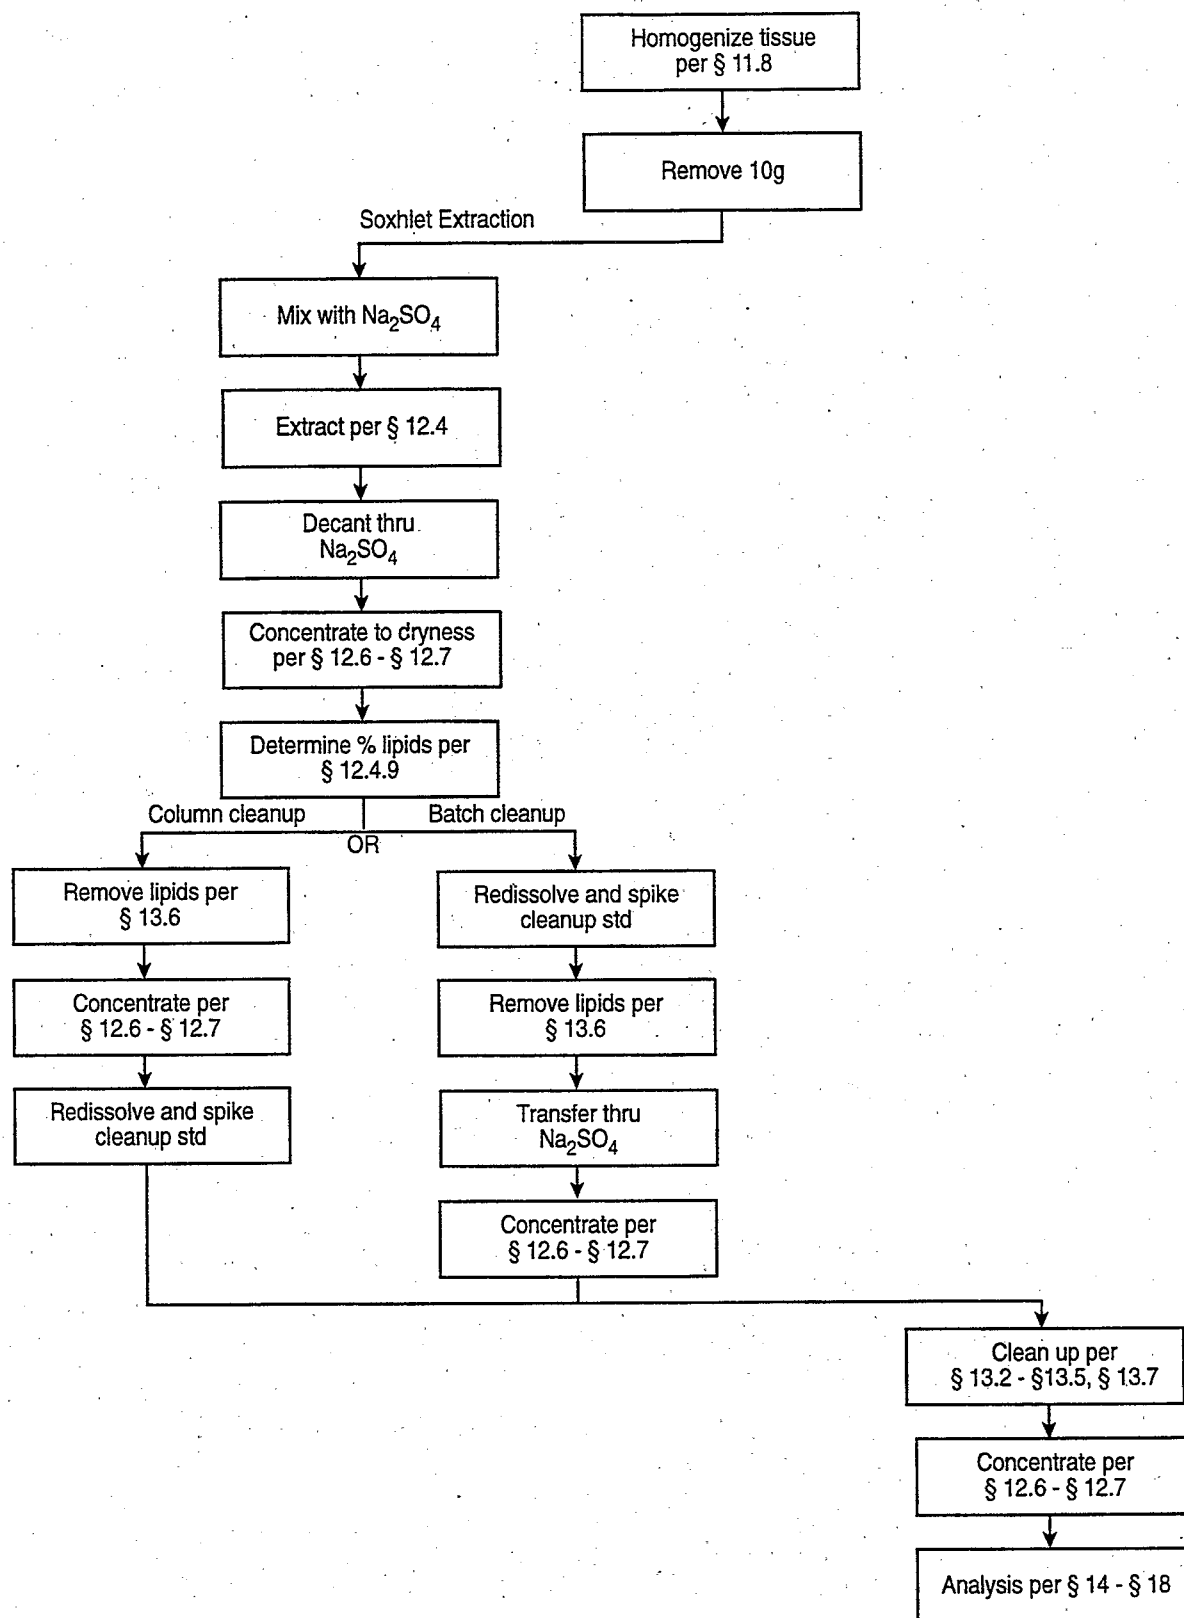 Homogenize tissue
per § 11.8
Remove 10g
Soxhlet Extraction
Mix with Na₂SO₄
Extract per § 12.4
Decant thru
Na₂SO₄
Concentrate to dryness
per § 12.6 - § 12.7
Determine % lipids per
§ 12.4.9
Column cleanup
Batch cleanup
OR
Remove lipids per
§ 13.6
Concentrate per
§ 12.6 - § 12.7
Redissolve and spike
cleanup std
Redissolve and spike
cleanup std
Remove lipids per
§ 13.6
Transfer thru
Na₂SO₄
Concentrate per
§ 12.6 - § 12.7
Clean up per
§ 13.2 - §13.5, § 13.7
Concentrate per
§ 12.6 - § 12.7
Analysis per § 14 - § 18